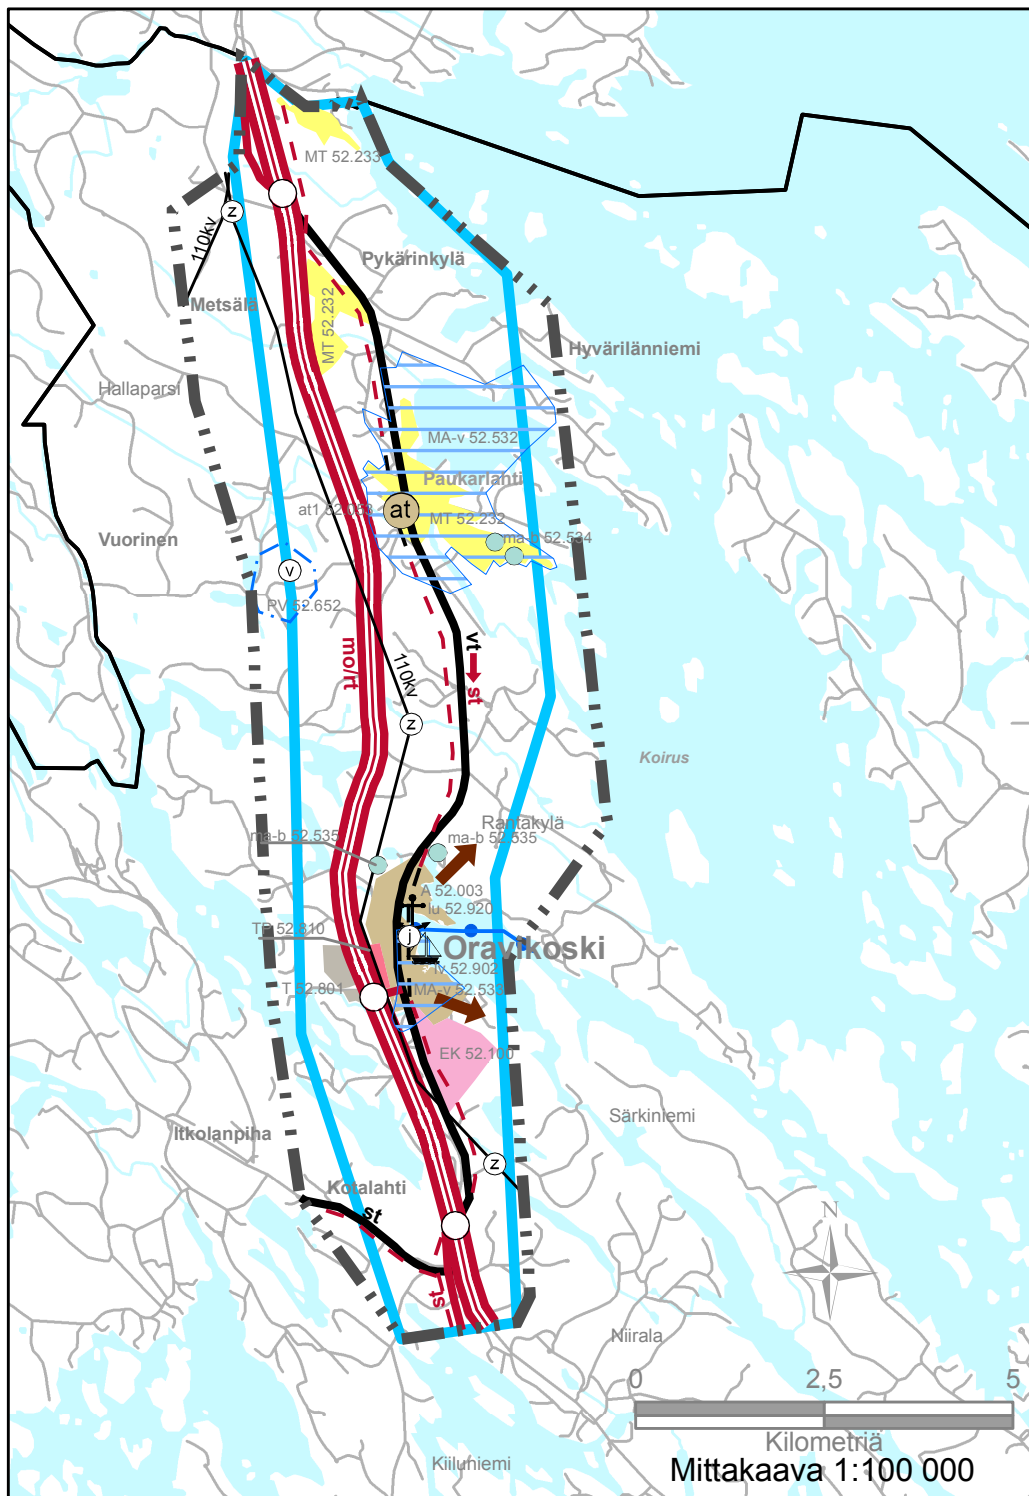 MT 52.233
z
110kv
Pykärinkylä
Metsälä
MT 52.232
Hyvärilänniemi
Hallaparsi
MA-v 52.532
Paukarlahti
at1 52.053
at
MT 52.232
ma-b 52.534
Vuorinen
v
PV 52.652
mo/rt
vt
st
110kv
z
Koirus
Rantakylä
ma-b 52.535
ma-b 52.535
A 52.003
lu 52.920
TP 52.810
j
Oravikoski
lv 52.902
T 52.801
MA-v 52.533
EK 52.100
Särkiniemi
Itkolanpiha
z
Kotalahti
st
N
st
Niirala
0 2,5 5
Kilometriä
Kiiluniemi
Mittakaava 1:100 000